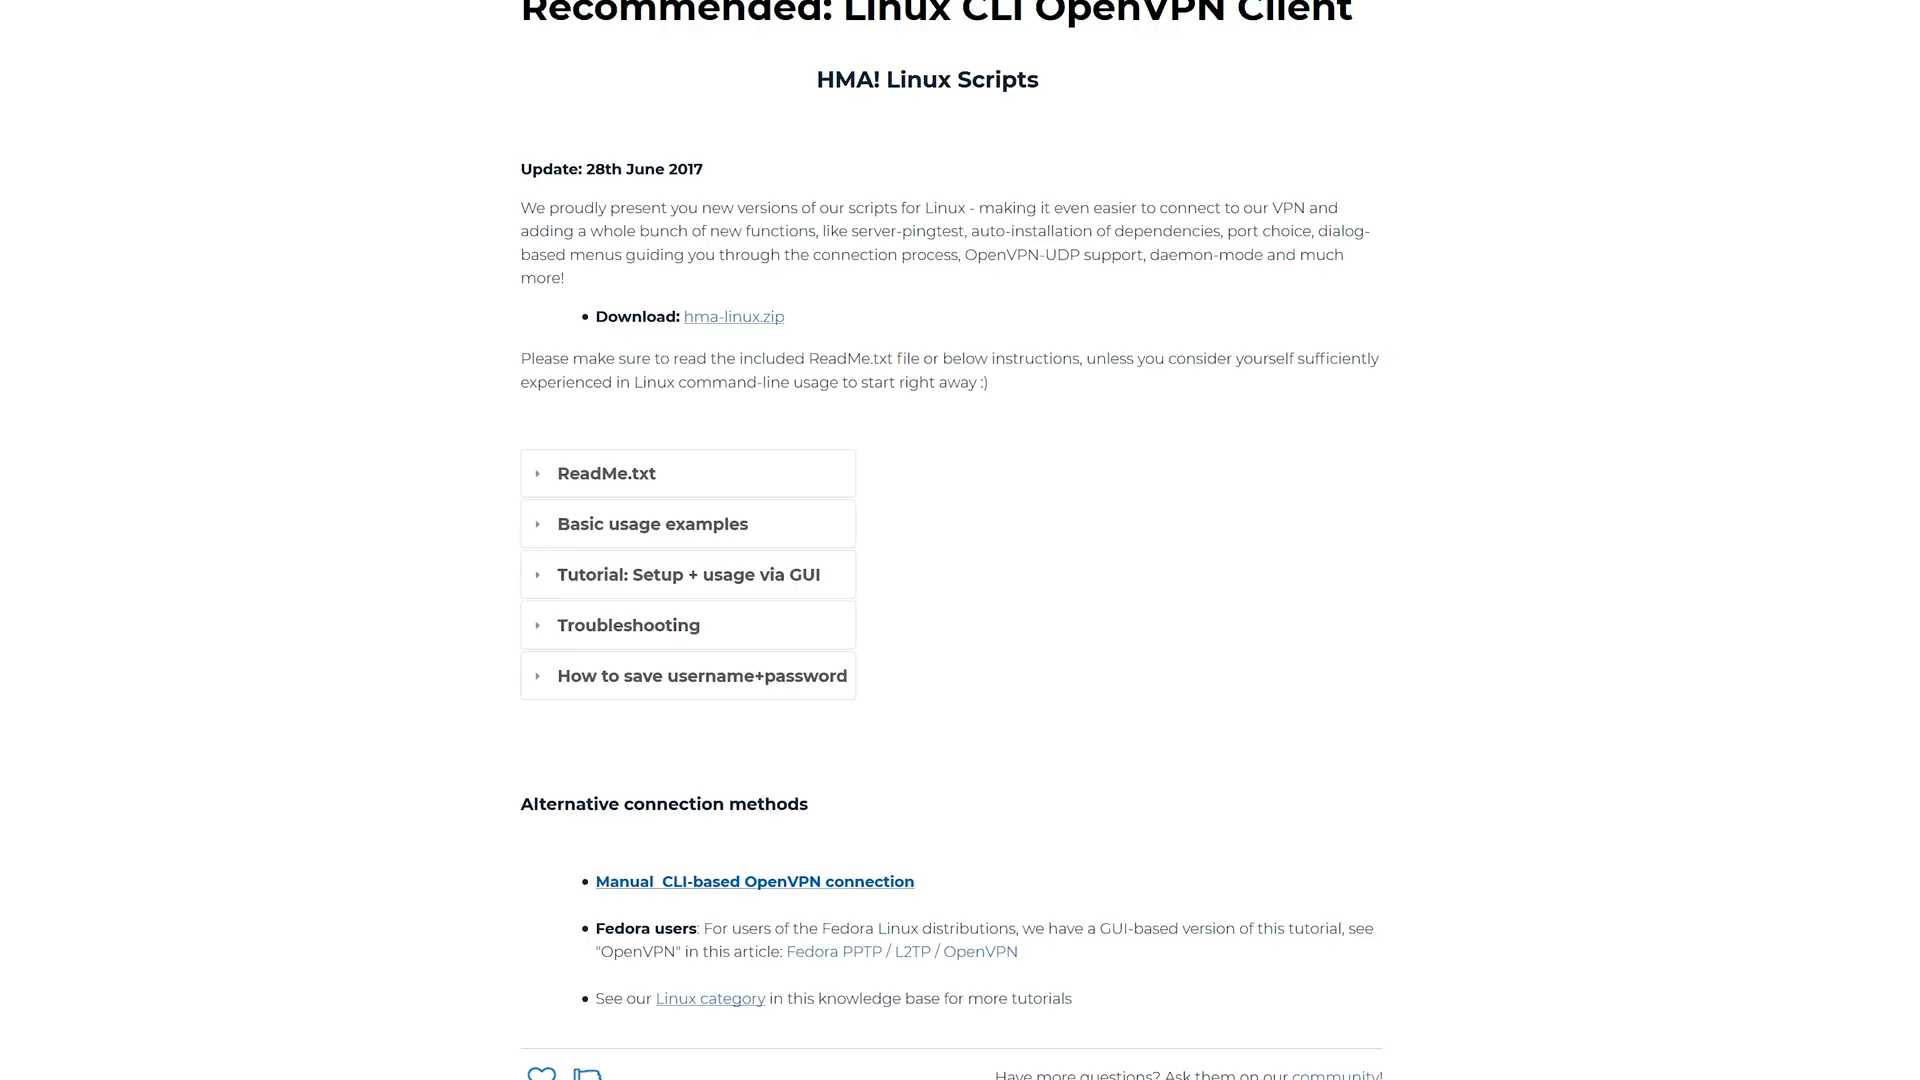 Recommended: Linux CLI OpenVPN Client
HMA! Linux Scripts
Update: 28th June 2017
We proudly present you new versions of our scripts for Linux - making it even easier to connect to our VPN and
adding a whole bunch of new functions, like server-pingtest, auto-installation of dependencies, port choice, dialog-
based menus guiding you through the connection process, OpenVPN-UDP support, daemon-mode and much
more!
• Download: hma-linux.zip
Please make sure to read the included ReadMe.txt file or below instructions, unless you consider yourself sufficiently
experienced in Linux command-line usage to start right away :)
ReadMe.txt
Basic usage examples
Tutorial: Setup + usage via GUI
Troubleshooting
How to save username+password
Alternative connection methods
• Manual  CLI-based OpenVPN connection
• Fedora users: For users of the Fedora Linux distributions, we have a GUI-based version of this tutorial, see
"OpenVPN" in this article: Fedora PPTP / L2TP / OpenVPN
• See our Linux category in this knowledge base for more tutorials
Have more questions? Ask them on our community!